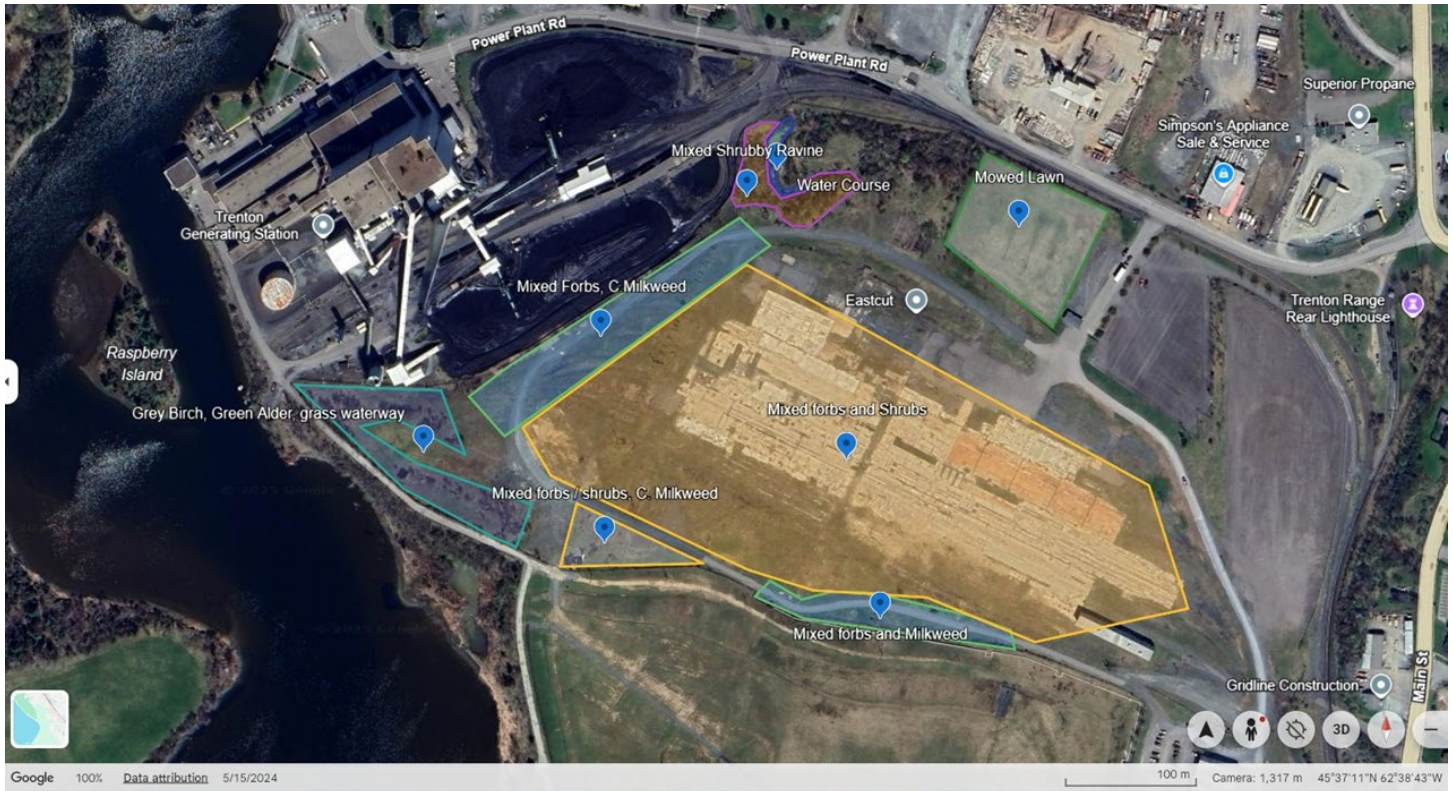 Power Plant Rd
Power Plant Rd
Superior Propane
Simpson's Appliance
Sale & Service
Mixed Shrubby Ravine
Water Course
Mowed Lawn
Trenton
Generating Station
Mixed Forbs, C Milkweed
Eastcut
Trenton Range
Rear Lighthouse
Raspberry
Island
Grey Birch, Green Alder, grass waterway
Mixed forbs and Shrubs
Mixed forbs / shrubs, C. Milkweed
Mixed forbs and Milkweed
Gridline Construction
Main St
3D
Google 100% Data attribution 5/15/2024 100 m Camera: 1,317 m 45°37'11"N 62°38'43"W